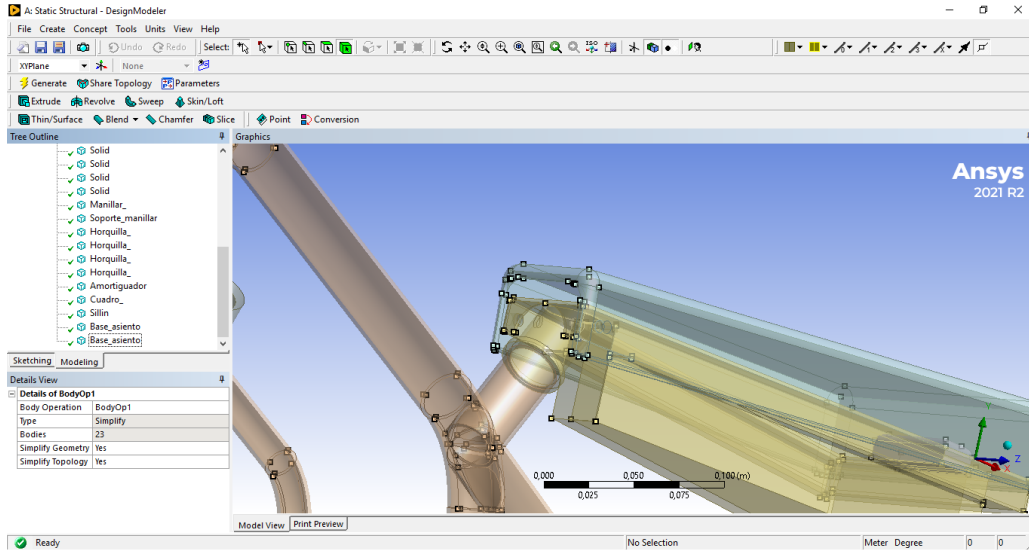 A: Static Structural - DesignModeler
File Create Concept Tools Units View Help
Undo Redo Select:
XYPlane None
Generate Share Topology Parameters
Extrude Revolve Sweep Skin/Loft
Thin/Surface Blend Chamfer Slice Point Conversion
Tree Outline
Solid
Solid
Solid
Solid
Manillar_
Soporte_manillar
Horquilla_
Horquilla_
Horquilla_
Horquilla_
Amortiguador
Cuadro_
Sillin
Base_asiento
Base_asiento
Sketching Modeling
Details View
Details of BodyOp1
Body Operation BodyOp1
Type Simplify
Bodies 23
Simplify Geometry Yes
Simplify Topology Yes
Graphics
Ansys
2021 R2
Y
Z
X
0,000 0,050 0,100 (m)
0,025 0,075
Model View Print Preview
Ready No Selection Meter Degree 0 0